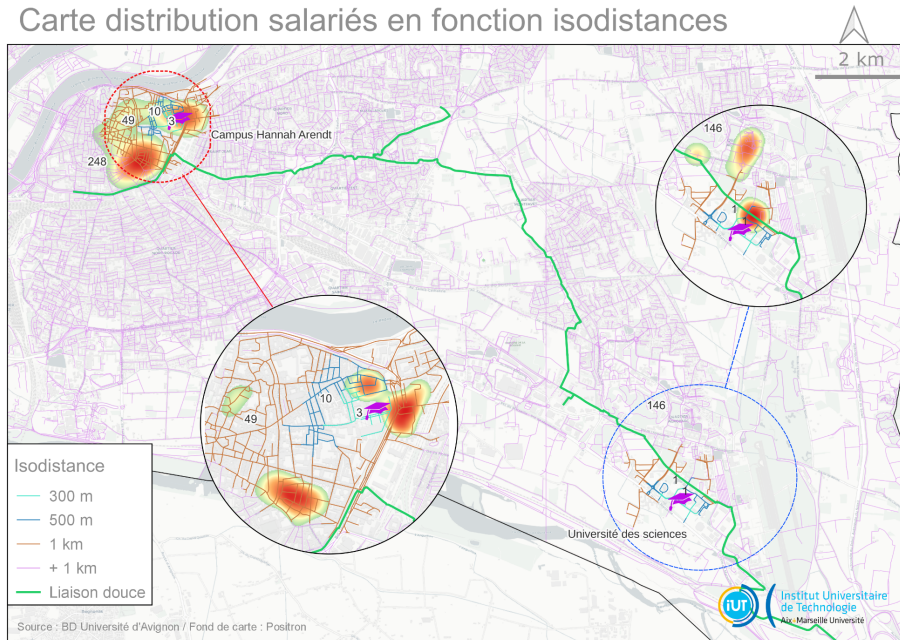 Carte distribution salariés en fonction isodistances
2 km
10
49
3
Campus Hannah Arendt
248
146
1
1
10
3
49
146
1
Université des sciences
Isodistance
300 m
500 m
1 km
+ 1 km
Liaison douce
iUT
Institut Universitaire
de Technologie
Aix-Marseille Université
Source : BD Université d'Avignon / Fond de carte : Positron